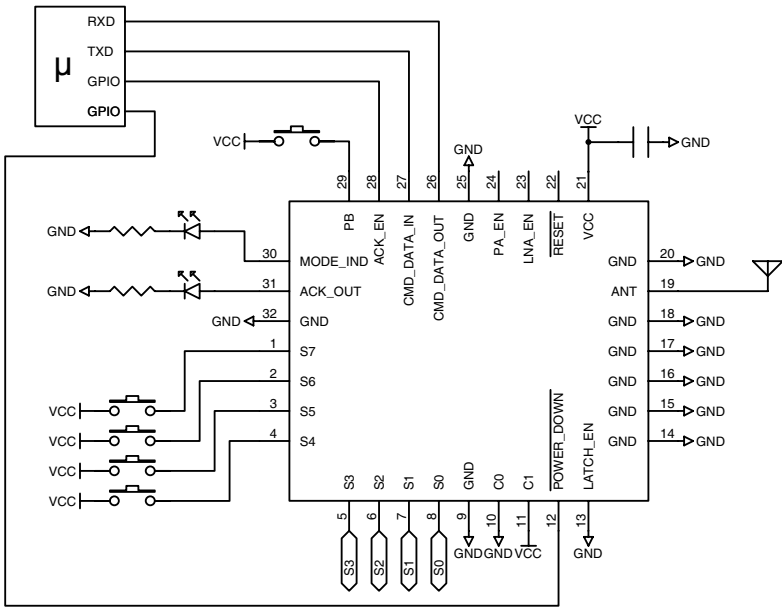 RXD
TXD
µ
GPIO
GPIO
VCC
GND
VCC
GND
29
28
27
26
25
24
23
22
21
PB
ACK_EN
CMD_DATA_IN
CMD_DATA_OUT
GND
PA_EN
LNA_EN
RESET
VCC
GND
30
MODE_IND
GND
20
GND
GND
31
ACK_OUT
ANT
19
GND
32
GND
GND
18
GND
1
S7
GND
17
GND
2
S6
GND
16
GND
VCC
3
S5
GND
15
GND
VCC
4
S4
GND
14
GND
VCC
VCC
S3
S2
S1
S0
GND
C0
C1
POWER_DOWN
LATCH_EN
5
6
7
8
9
10
11
12
13
S3
S2
S1
S0
GND
GND
VCC
GND